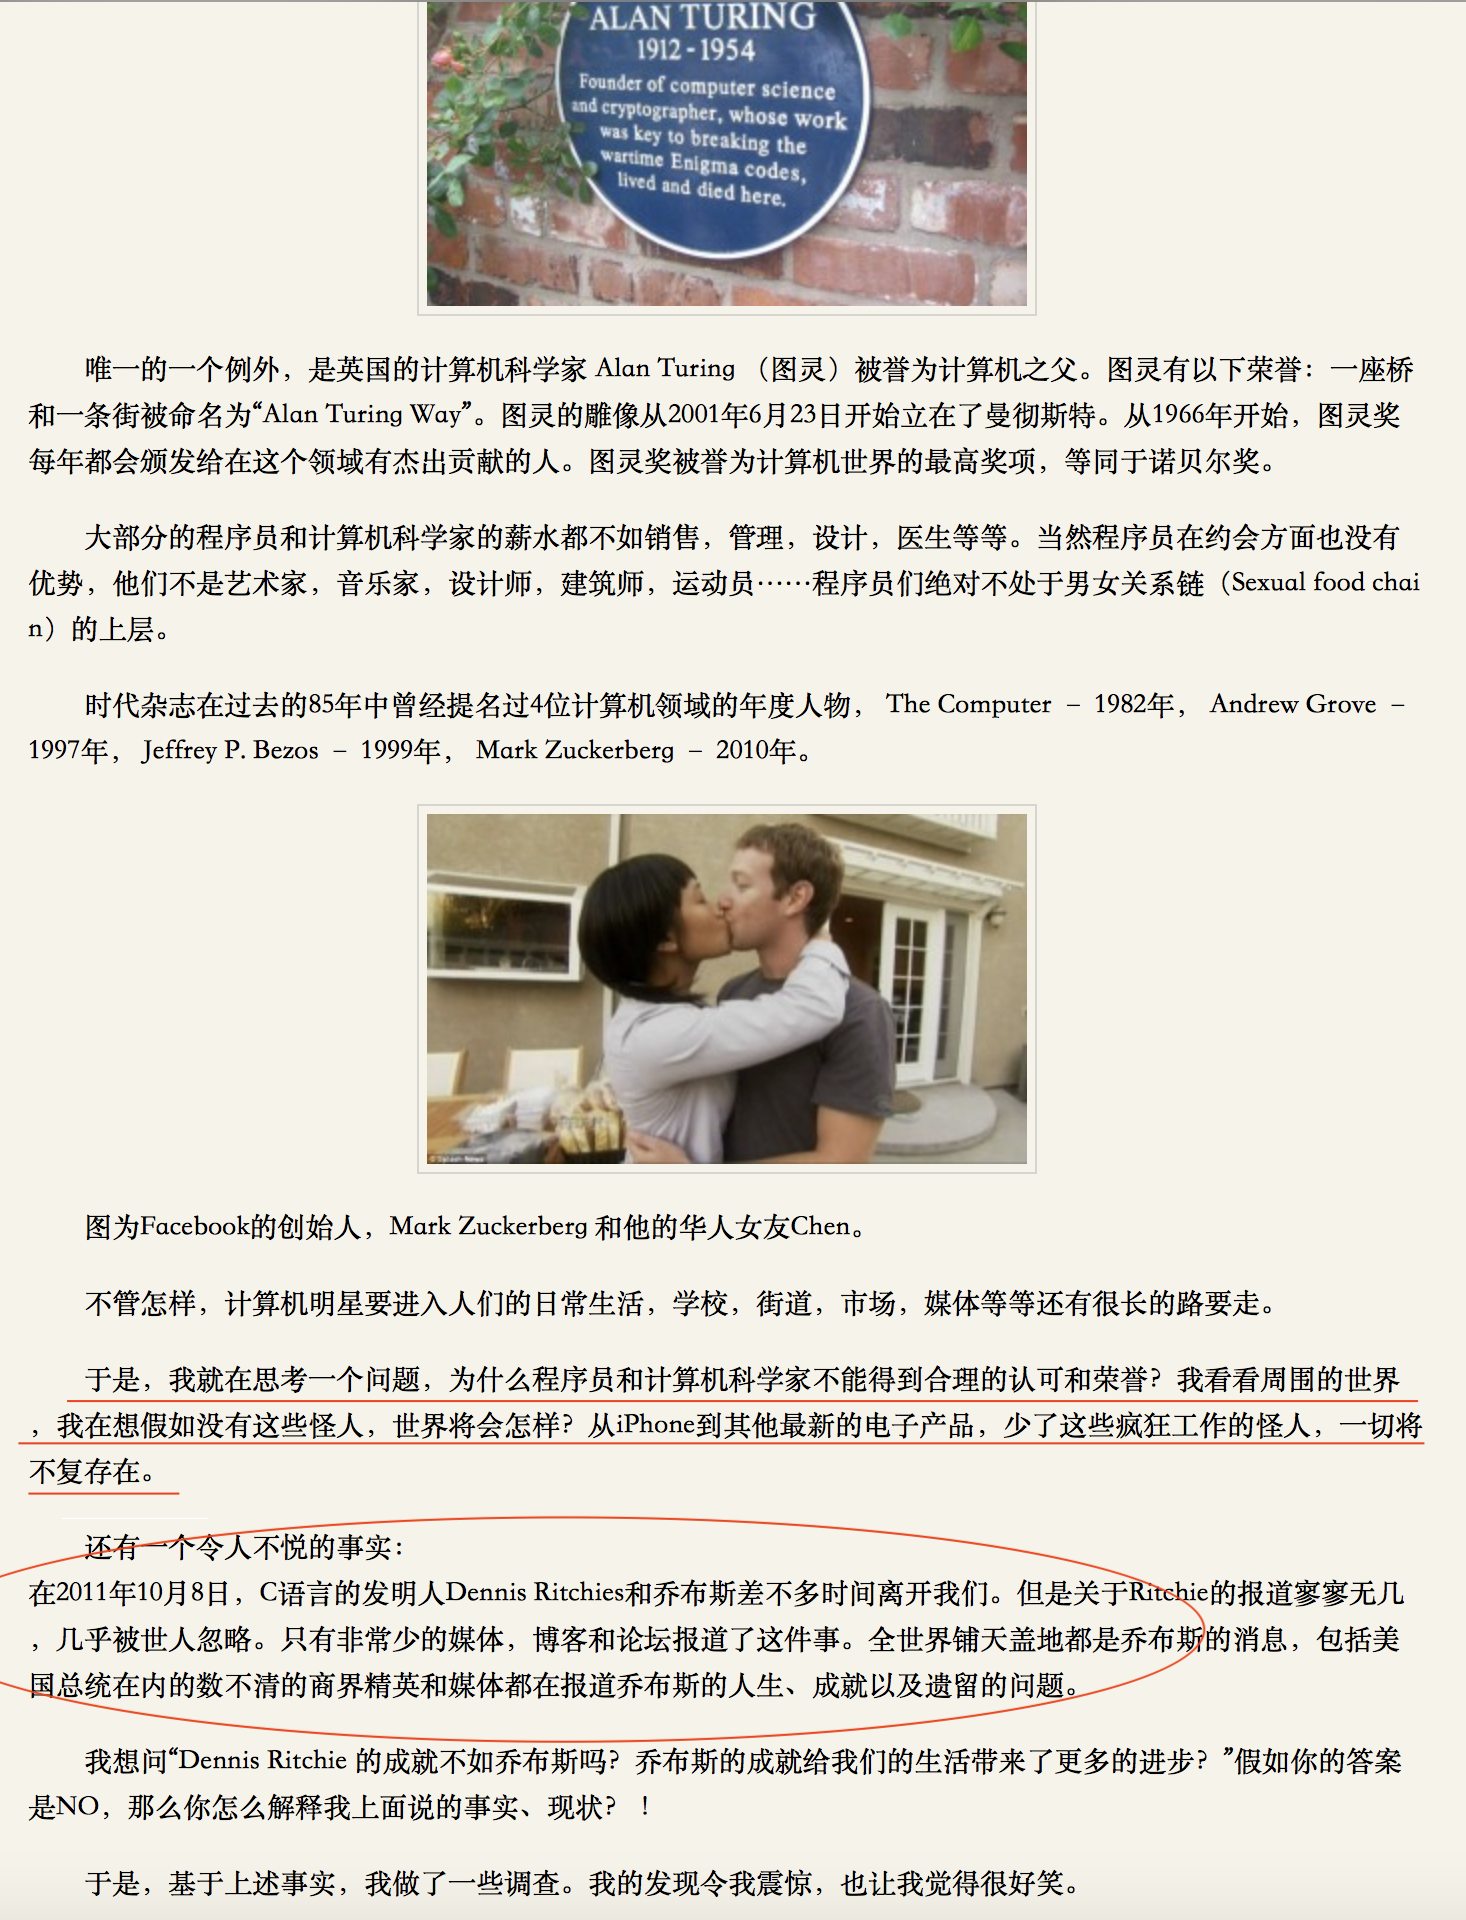 ALAN TURING
1912 - 1954
Founder of computer science
and cryptographer, whose work
was key to breaking the
wartime Enigma codes,
lived and died here.
唯一的一个例外，是英国的计算机科学家 Alan Turing （图灵）被誉为计算机之父。图灵有以下荣誉：一座桥
和一条街被命名为“Alan Turing Way”。图灵的雕像从2001年6月23日开始立在了曼彻斯特。从1966年开始，图灵奖
每年都会颁发给在这个领域有杰出贡献的人。图灵奖被誉为计算机世界的最高奖项，等同于诺贝尔奖。
大部分的程序员和计算机科学家的薪水都不如销售，管理，设计，医生等等。当然程序员在约会方面也没有
优势，他们不是艺术家，音乐家，设计师，建筑师，运动员……程序员们绝对不处于男女关系链（Sexual food chai
n）的上层。
时代杂志在过去的85年中曾经提名过4位计算机领域的年度人物， The Computer － 1982年， Andrew Grove －
1997年， Jeffrey P. Bezos － 1999年， Mark Zuckerberg － 2010年。
© Splash News
图为Facebook的创始人，Mark Zuckerberg 和他的华人女友Chen。
不管怎样，计算机明星要进入人们的日常生活，学校，街道，市场，媒体等等还有很长的路要走。
于是，我就在思考一个问题，为什么程序员和计算机科学家不能得到合理的认可和荣誉？我看看周围的世界
，我在想假如没有这些怪人，世界将会怎样？从iPhone到其他最新的电子产品，少了这些疯狂工作的怪人，一切将
不复存在。
还有一个令人不悦的事实：
在2011年10月8日，C语言的发明人Dennis Ritchies和乔布斯差不多时间离开我们。但是关于Ritchie的报道寥寥无几
，几乎被世人忽略。只有非常少的媒体，博客和论坛报道了这件事。全世界铺天盖地都是乔布斯的消息，包括美
国总统在内的数不清的商界精英和媒体都在报道乔布斯的人生、成就以及遗留的问题。
我想问“Dennis Ritchie 的成就不如乔布斯吗？乔布斯的成就给我们的生活带来了更多的进步？”假如你的答案
是NO，那么你怎么解释我上面说的事实、现状？！
于是，基于上述事实，我做了一些调查。我的发现令我震惊，也让我觉得很好笑。